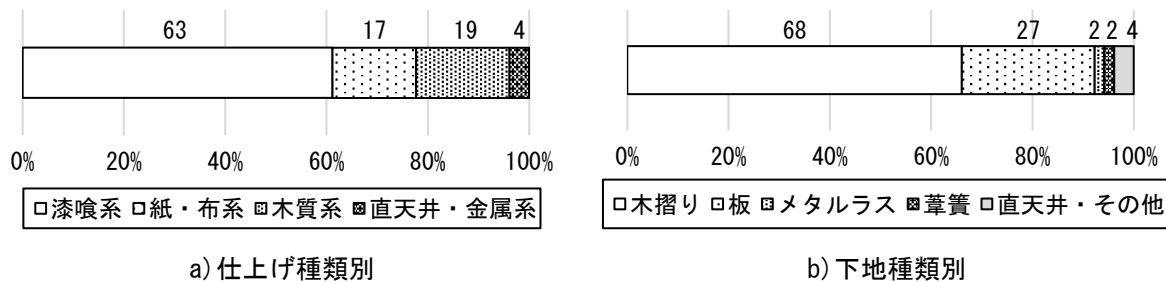 63 17 19 4
0% 20% 40% 60% 80% 100%
□漆喰系 □紙・布系 ▩木質系 ▩直天井・金属系
a)仕上げ種類別
68 27 2 2 4
0% 20% 40% 60% 80% 100%
□木摺り □板 ▩メタルラス ▩葦簀 ■直天井・その他
b)下地種類別